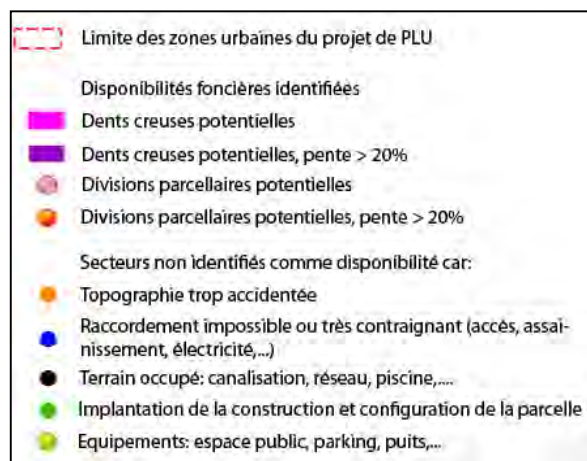 Limite des zones urbaines du projet de PLU
Disponibilités foncières identifiées
Dents creuses potentielles
Dents creuses potentielles, pente > 20%
Divisions parcellaires potentielles
Divisions parcellaires potentielles, pente > 20%
Secteurs non identifiés comme disponibilité car:
Topographie trop accidentée
Raccordement impossible ou très contraignant (accès, assai-
nissement, électricité,...)
Terrain occupé: canalisation, réseau, piscine,....
Implantation de la construction et configuration de la parcelle
Equipements: espace public, parking, puits,...